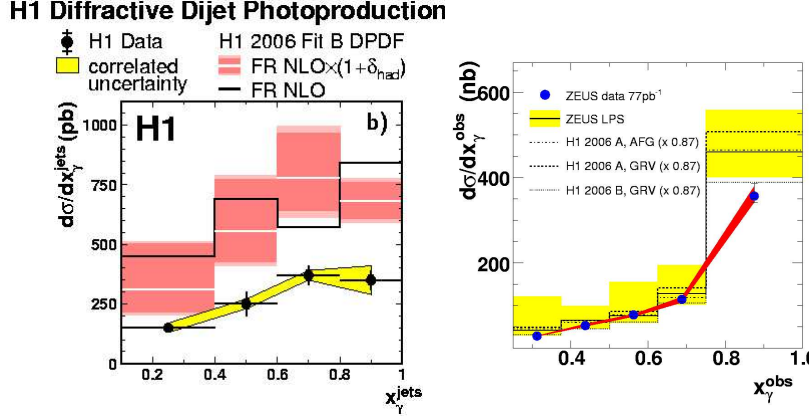 H1 Diffractive Dijet Photoproduction
H1 Data
correlated
uncertainty
H1 2006 Fit B DPDF
FR NLO×(1+δhad)
FR NLO
H1
b)
dσ/dxγjets (pb)
1000
750
500
250
0
0.2
0.4
0.6
0.8
1
xγjets
ZEUS data 77pb-1
ZEUS LPS
H1 2006 A, AFG (x 0.87)
H1 2006 A, GRV (x 0.87)
H1 2006 B, GRV (x 0.87)
dσ/dxγobs (nb)
600
400
200
0.4
0.6
0.8
1.0
xγobs